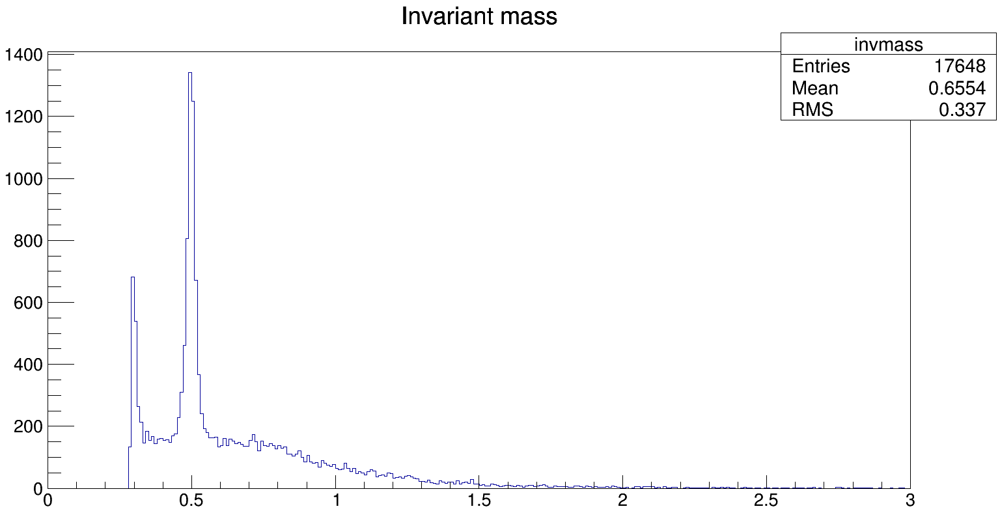 Invariant mass
invmass
Entries 17648
Mean 0.6554
RMS 0.337
1400
1200
1000
800
600
400
200
0
0 0.5 1 1.5 2 2.5 3